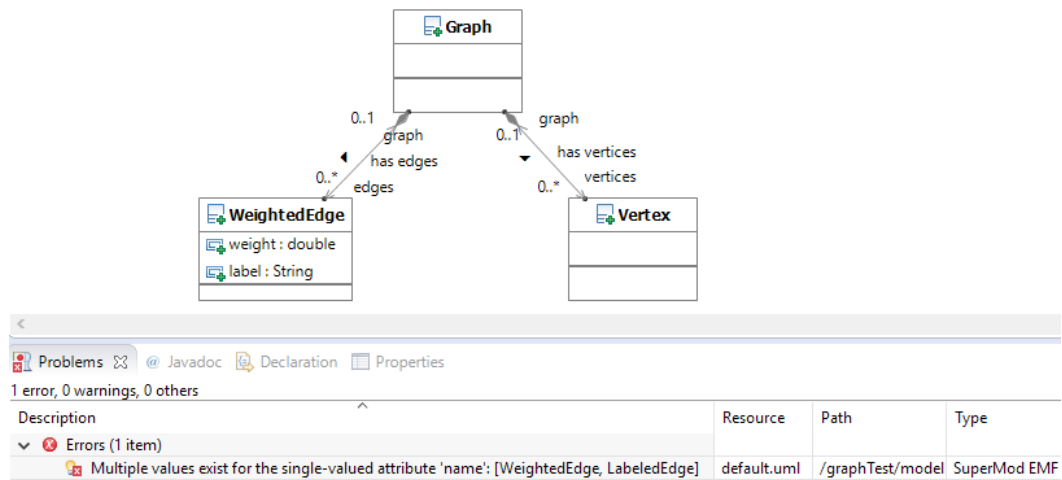 Graph
0..1
graph
0..1
graph
has edges
has vertices
0..*
edges
0..*
vertices
WeightedEdge
weight : double
label : String
Vertex
Problems @ Javadoc Declaration Properties
1 error, 0 warnings, 0 others
Description Resource Path Type
Errors (1 item)
Multiple values exist for the single-valued attribute 'name': [WeightedEdge, LabeledEdge] default.uml /graphTest/model SuperMod EMF